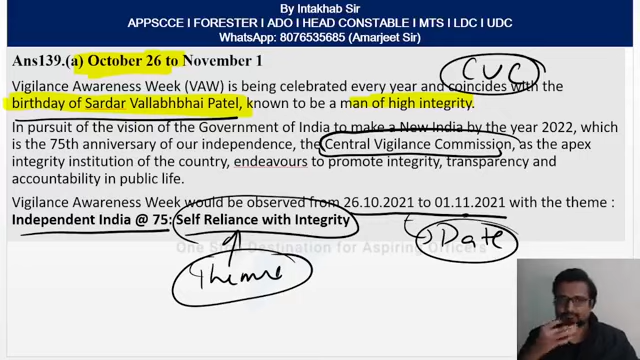 By Intakhab Sir
APPSCCE I FORESTER I ADO I HEAD CONSTABLE I MTS I LDC I UDC
WhatsApp: 8076535685 (Amarjeet Sir)
Ans139.(a) October 26 to November 1
CVC
Vigilance Awareness Week (VAW) is being celebrated every year and coincides with the
birthday of Sardar Vallabhbhai Patel, known to be a man of high integrity.
In pursuit of the vision of the Government of India to make a New India by the year 2022, which
is the 75th anniversary of our independence, the Central Vigilance Commission, as the apex
integrity institution of the country, endeavours to promote integrity, transparency and
accountability in public life.
Vigilance Awareness Week would be observed from 26.10.2021 to 01.11.2021 with the theme :
Independent India @ 75: Self Reliance with Integrity
One Stop Destination for Aspiring Officers
Date
Theme